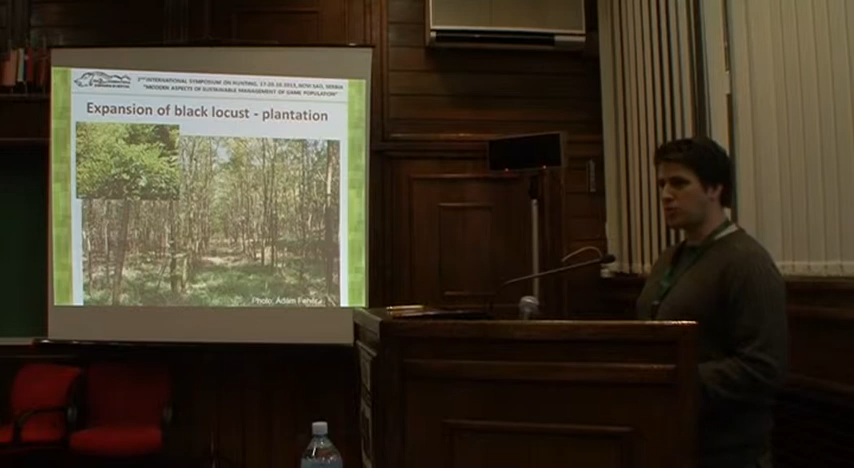 2ND INTERNATIONAL SYMPOSIUM ON HUNTING, 17-20.10.2013, NOVI SAD, SERBIA
"MODERN ASPECTS OF SUSTAINABLE MANAGEMENT OF GAME POPULATION"
Expansion of black locust - plantation
Photo: Ádám Fehér